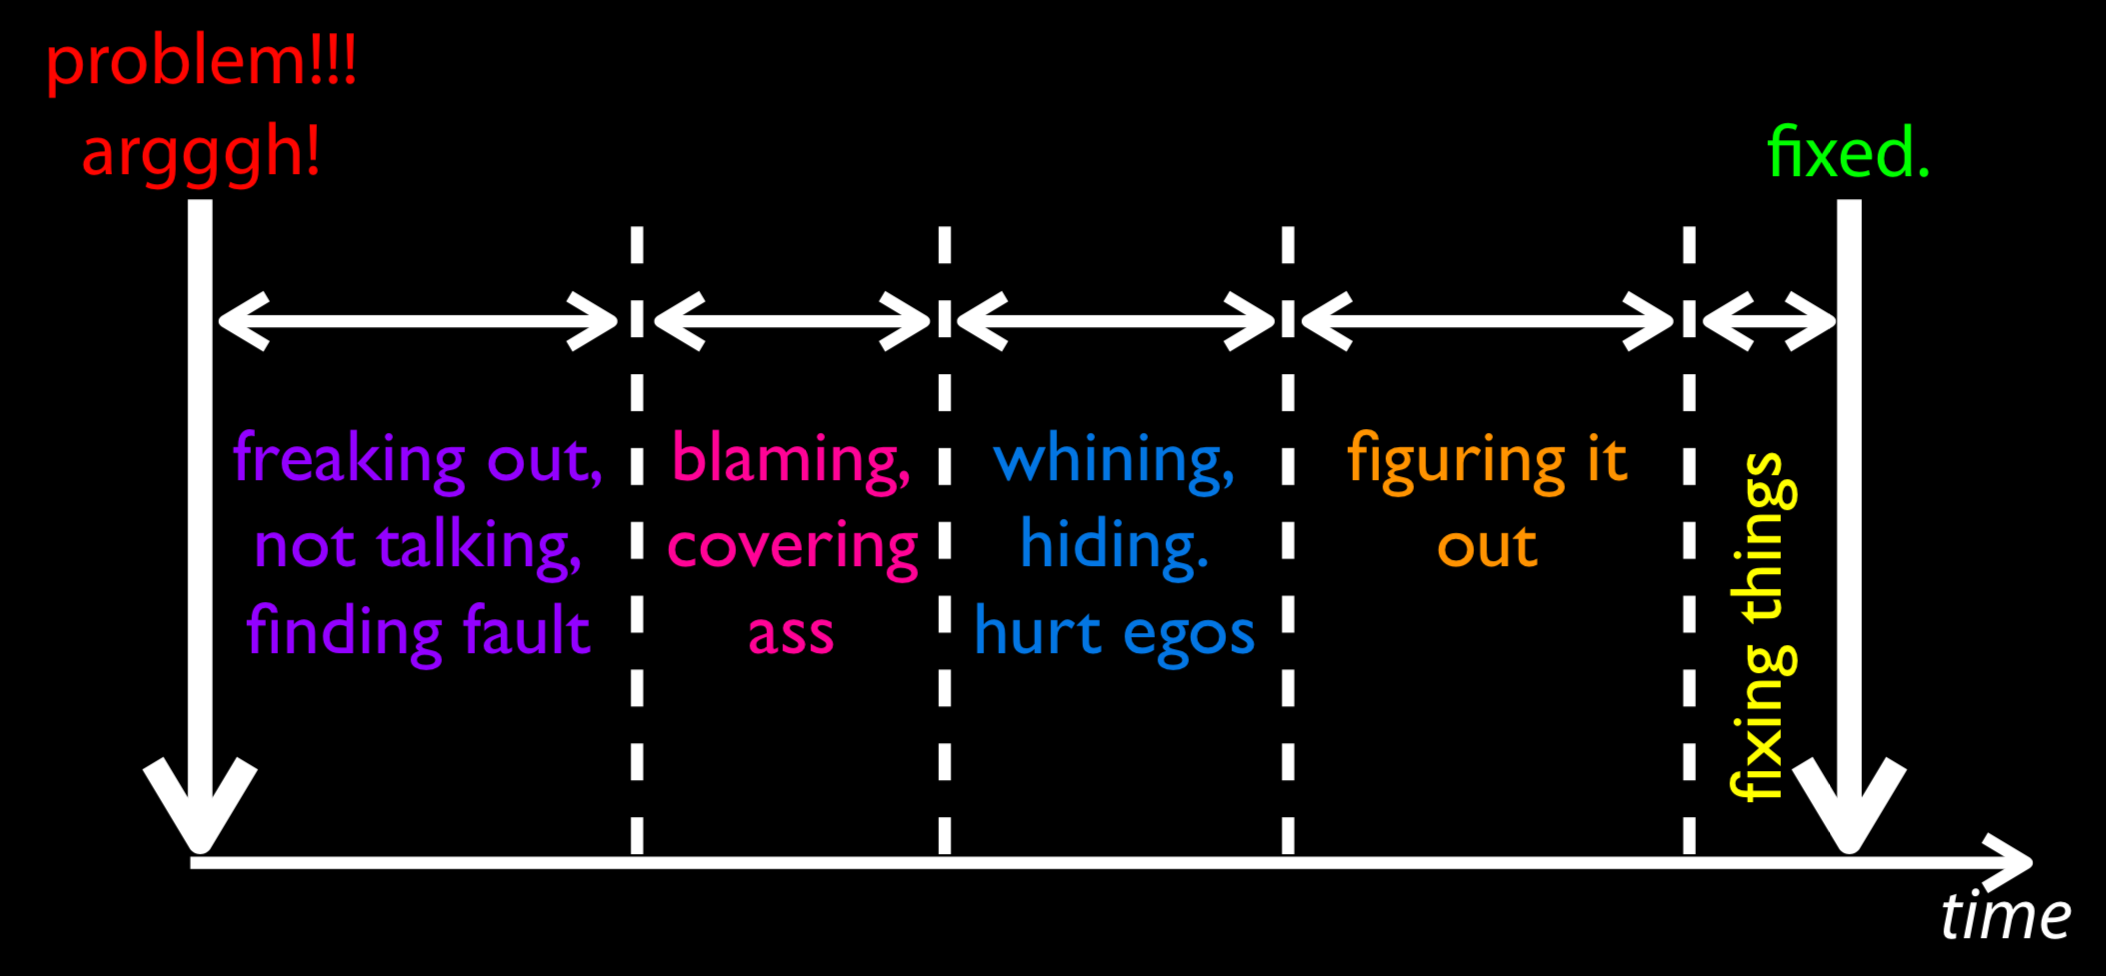 problem!!!
argggh!
fixed.
freaking out,
not talking,
finding fault
blaming,
covering
ass
whining,
hiding.
hurt egos
figuring it
out
fixing things
time